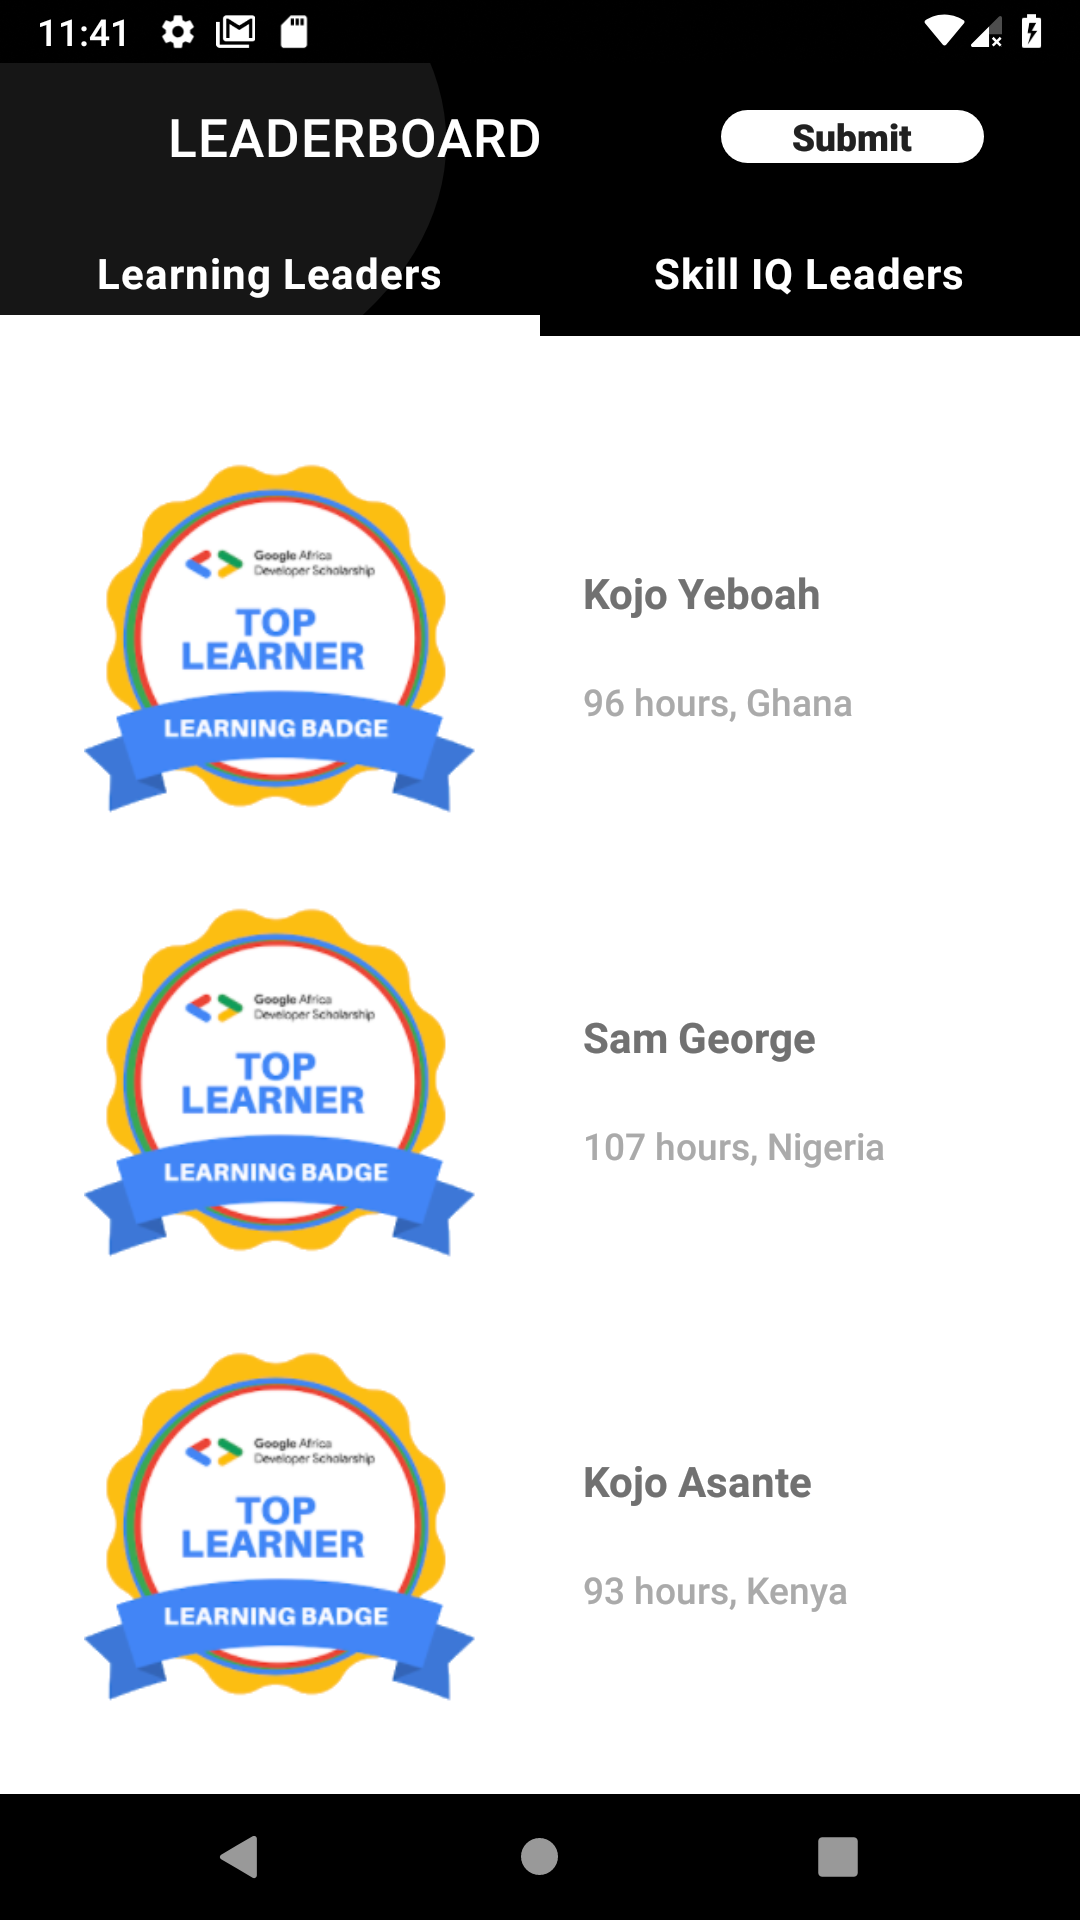 11:41
LEADERBOARD
Submit
Learning Leaders
Skill IQ Leaders
Google Africa
Developer Scholarship
TOP
LEARNER
LEARNING BADGE
Kojo Yeboah
96 hours, Ghana
Google Africa
Developer Scholarship
TOP
LEARNER
LEARNING BADGE
Sam George
107 hours, Nigeria
Google Africa
Developer Scholarship
TOP
LEARNER
LEARNING BADGE
Kojo Asante
93 hours, Kenya